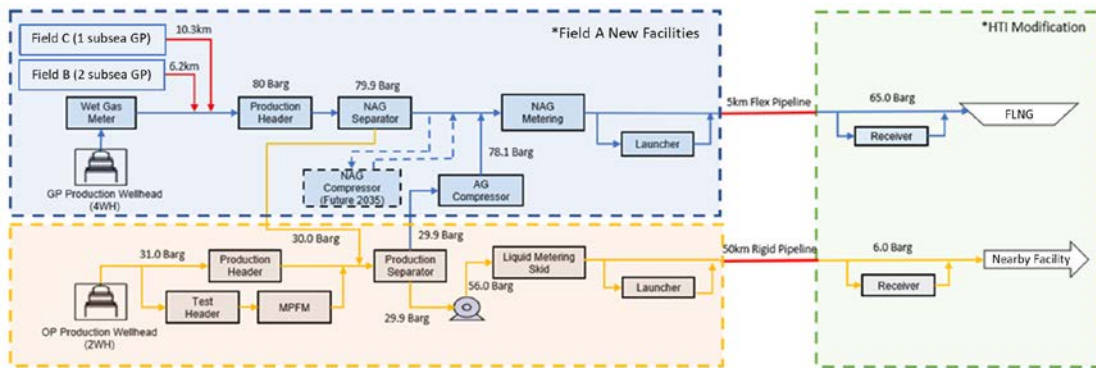 Field C (1 subsea GP)
10.3km
*Field A New Facilities
*HTI Modification
Field B (2 subsea GP)
6.2km
80 Barg
79.9 Barg
Wet Gas
Meter
Production
Header
NAG
Separator
NAG
Metering
5km Flex Pipeline
65.0 Barg
FLNG
Launcher
Receiver
78.1 Barg
NAG
Compressor
(Future 2035)
AG
Compressor
GP Production Wellhead
(4WH)
30.0 Barg
29.9 Barg
31.0 Barg
Production
Header
Production
Separator
Liquid Metering
Skid
50km Rigid Pipeline
6.0 Barg
Nearby Facility
56.0 Barg
Launcher
Receiver
Test
Header
MPFM
29.9 Barg
OP Production Wellhead
(2WH)